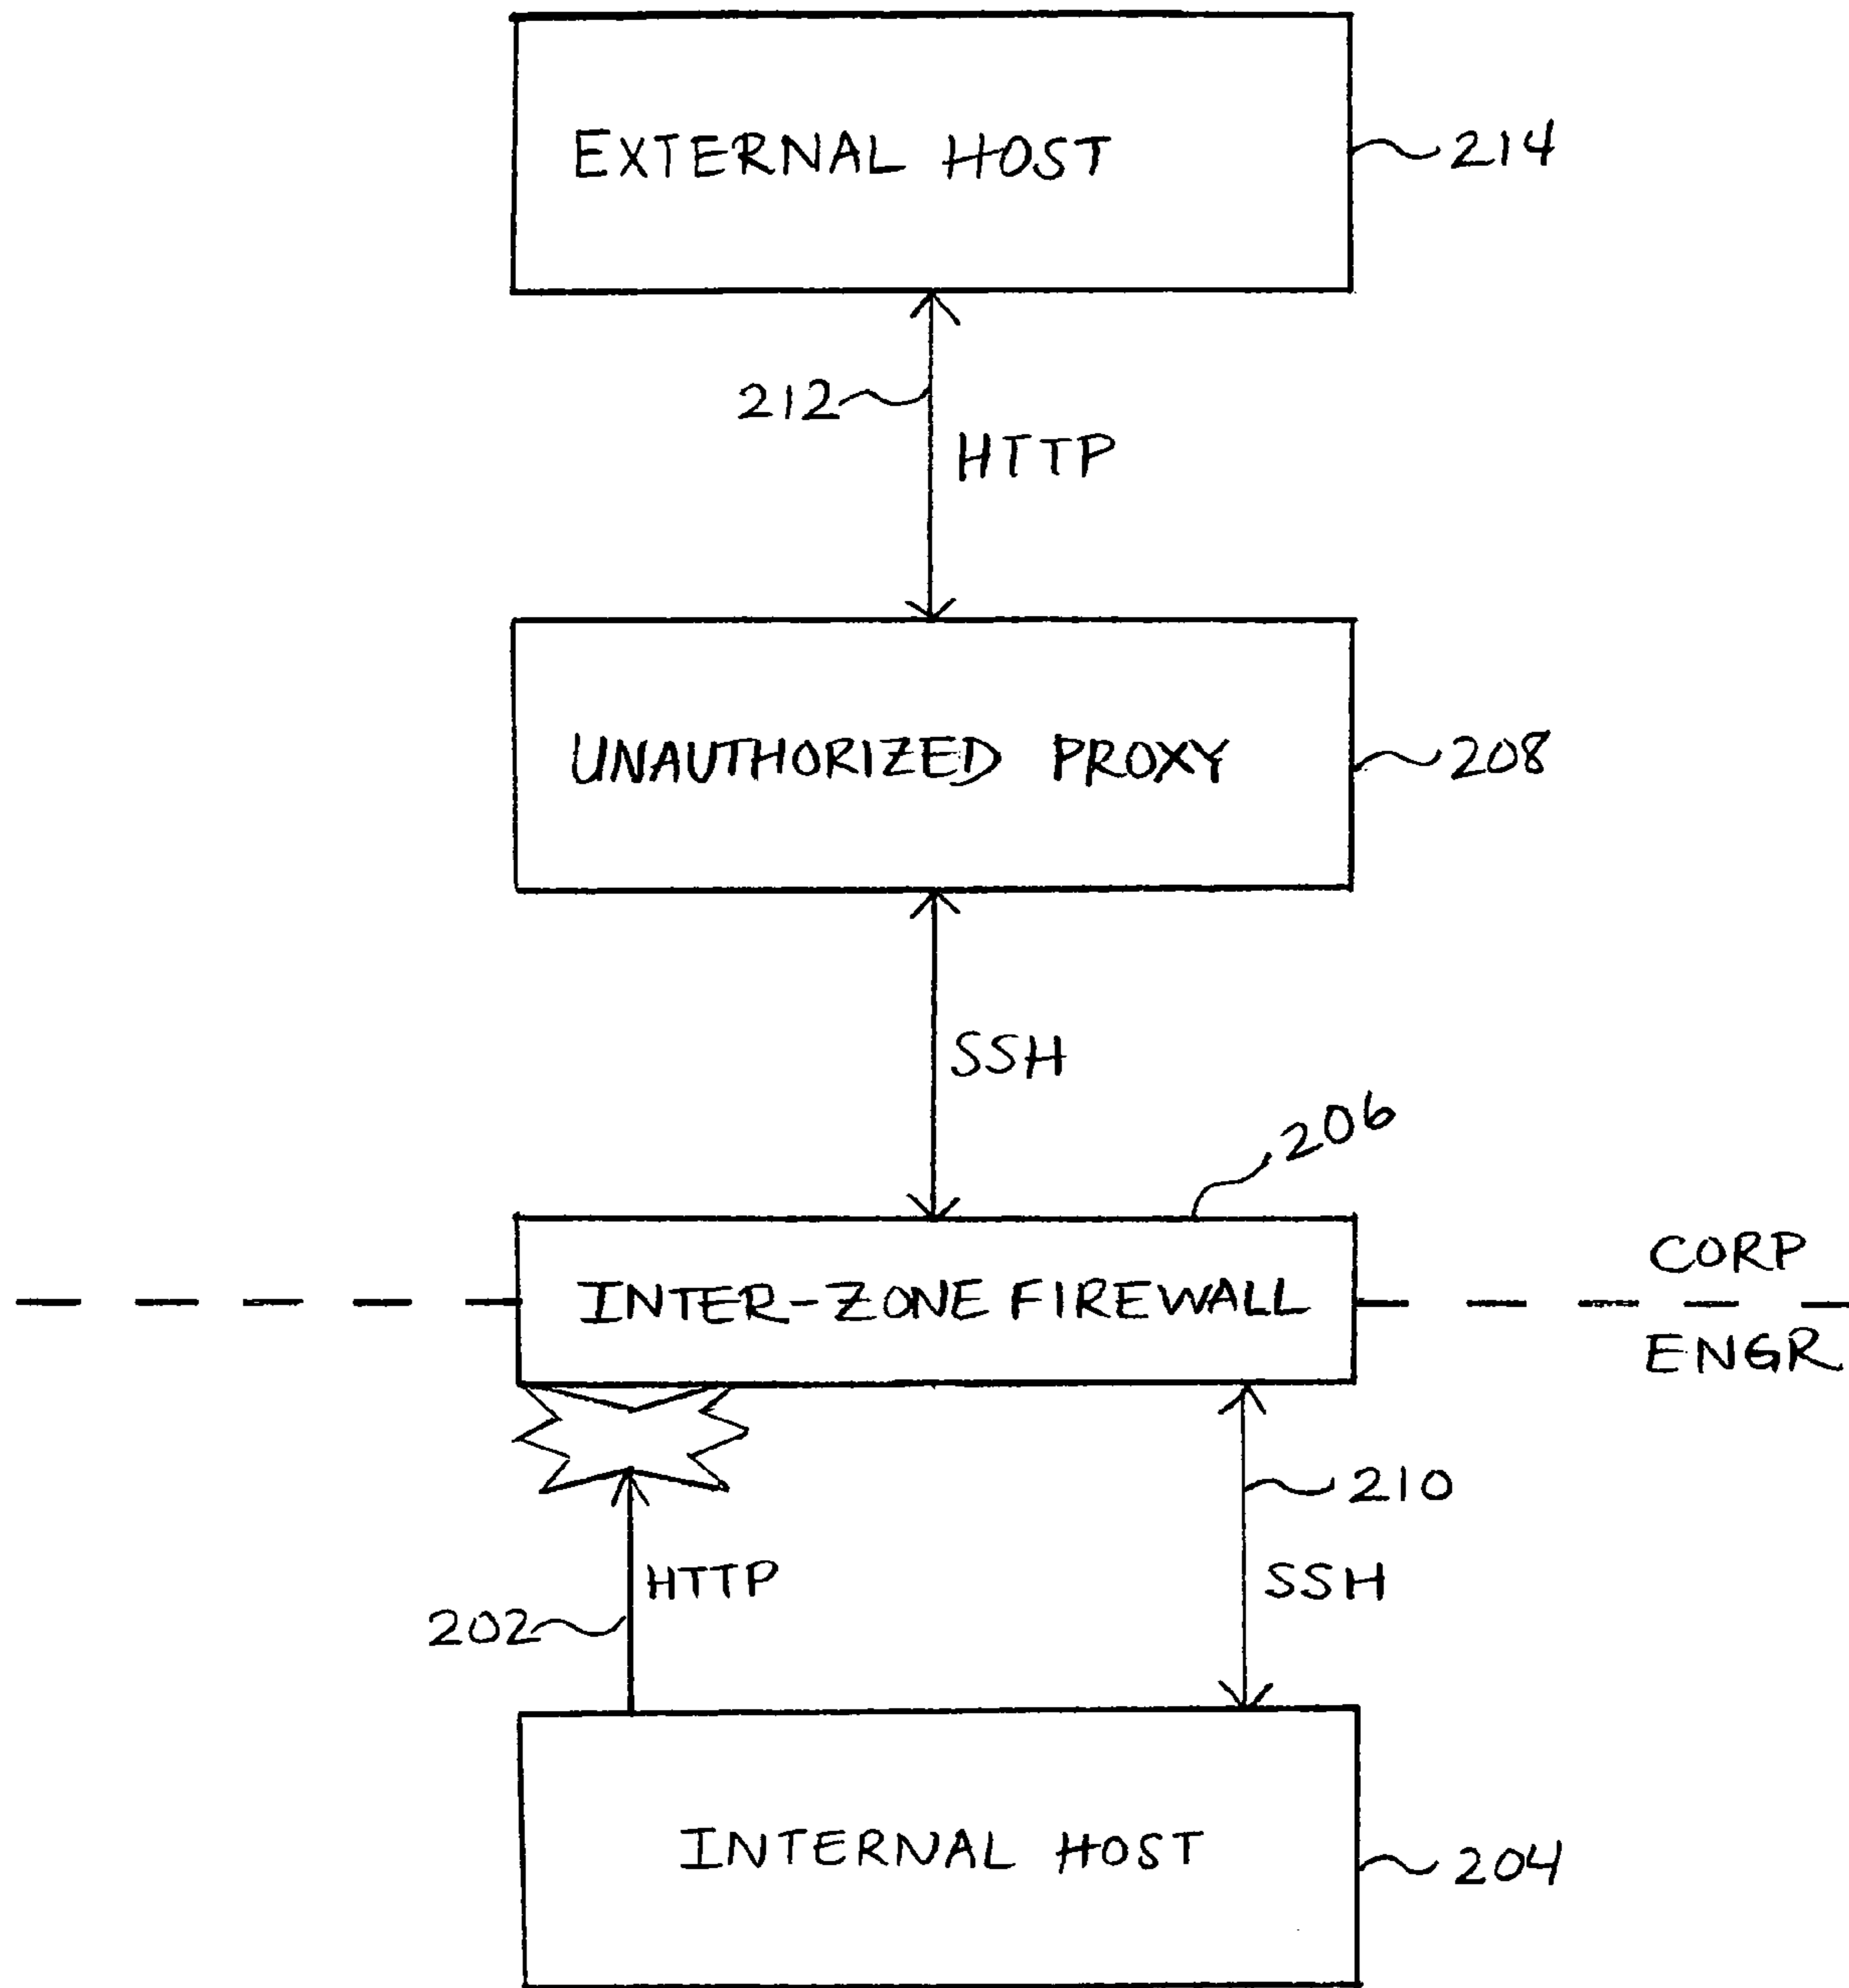 EXTERNAL HOST
214
212
HTTP
UNAUTHORIZED PROXY
208
SSH
206
INTER-ZONE FIREWALL
CORP
ENGR
210
HTTP
SSH
202
INTERNAL HOST
204